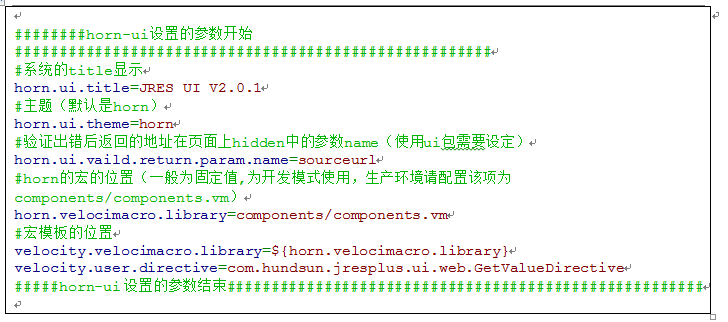 ########horn-ui设置的参数开始
######################################################
#系统的title显示
horn.ui.title=JRES UI V2.0.1
#主题（默认是horn）
horn.ui.theme=horn
#验证出错后返回的地址在页面上hidden中的参数name（使用ui包需要设定）
horn.ui.vaild.return.param.name=sourceurl
#horn的宏的位置（一般为固定值,为开发模式使用，生产环境请配置该项为
components/components.vm）
horn.velocimacro.library=components/components.vm
#宏模板的位置
velocity.velocimacro.library=${horn.velocimacro.library}
velocity.user.directive=com.hundsun.jresplus.ui.web.GetValueDirective
#####horn-ui设置的参数结束######################################################